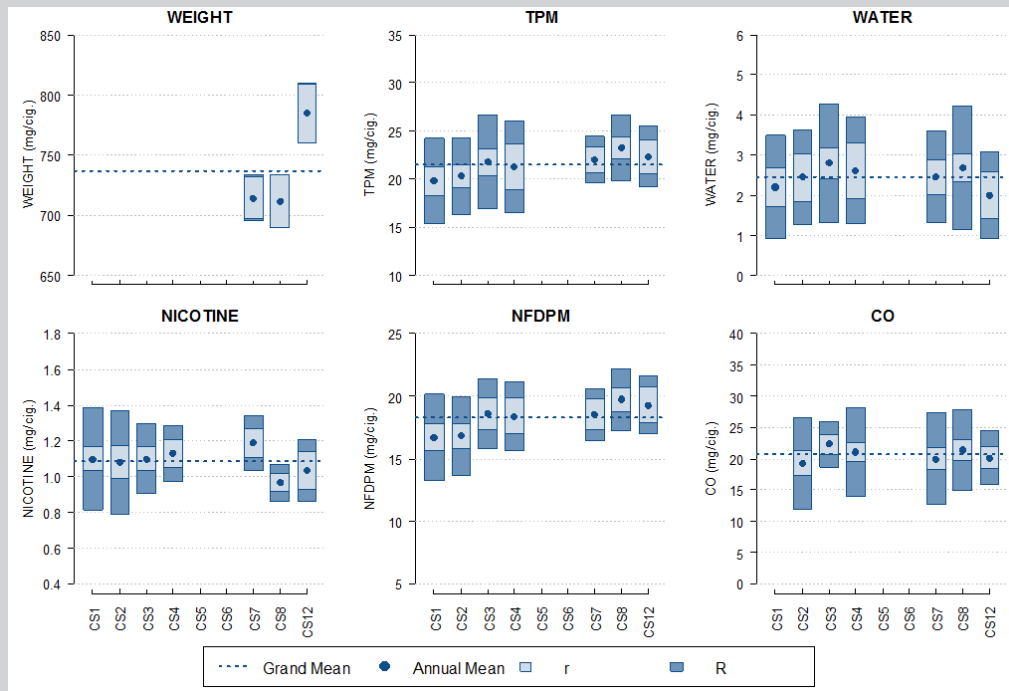 WEIGHT
WEIGHT (mg/cig.)
850
800
750
700
650
TPM
TPM (mg/cig.)
35
30
25
20
15
10
WATER
WATER (mg/cig.)
6
5
4
3
2
1
0
NICOTINE
NICOTINE (mg/cig.)
1.8
1.6
1.4
1.2
1.0
0.8
0.6
0.4
CS1 CS2 CS3 CS4 CS5 CS6 CS7 CS8 CS12
NFDPM
NFDPM (mg/cig.)
25
20
15
10
5
CS1 CS2 CS3 CS4 CS5 CS6 CS7 CS8 CS12
CO
CO (mg/cig.)
40
35
30
25
20
15
10
5
0
CS1 CS2 CS3 CS4 CS5 CS6 CS7 CS8 CS12
Grand Mean Annual Mean r R